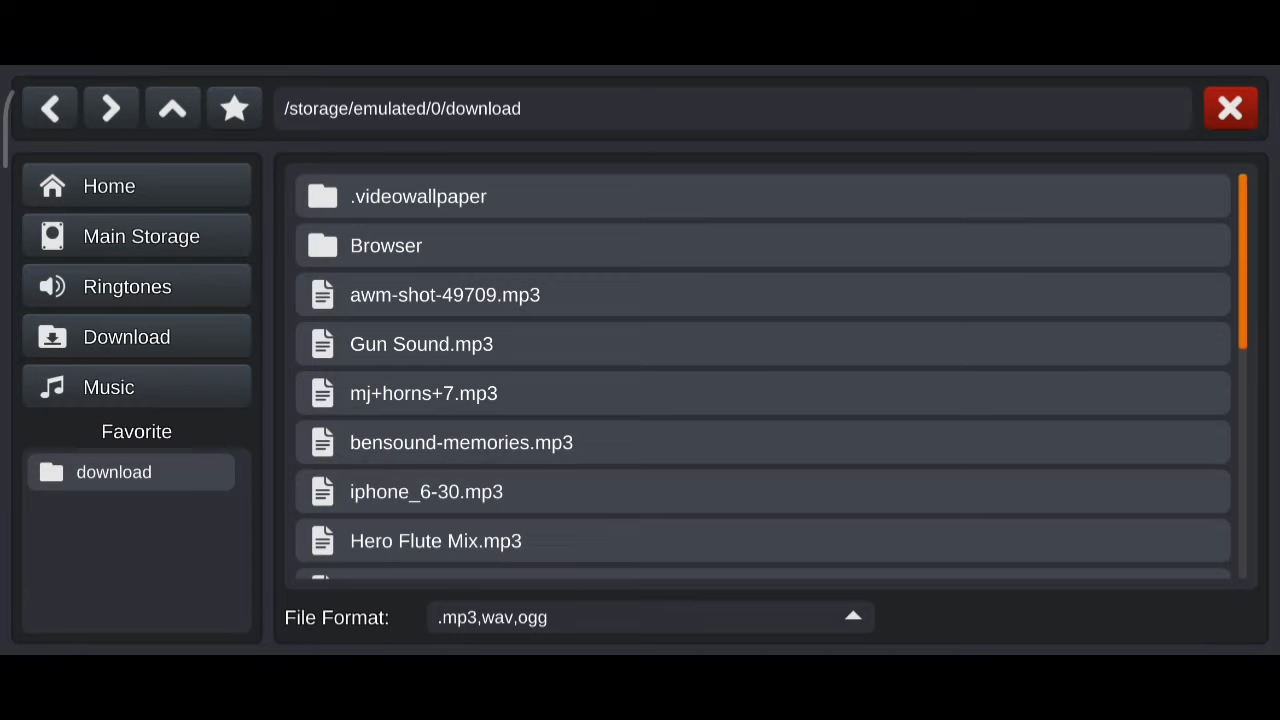 /storage/emulated/0/download
Home
Main Storage
Ringtones
Download
Music
Favorite
download
.videowallpaper
Browser
awm-shot-49709.mp3
Gun Sound.mp3
mj+horns+7.mp3
bensound-memories.mp3
iphone_6-30.mp3
Hero Flute Mix.mp3
File Format: .mp3,wav,ogg